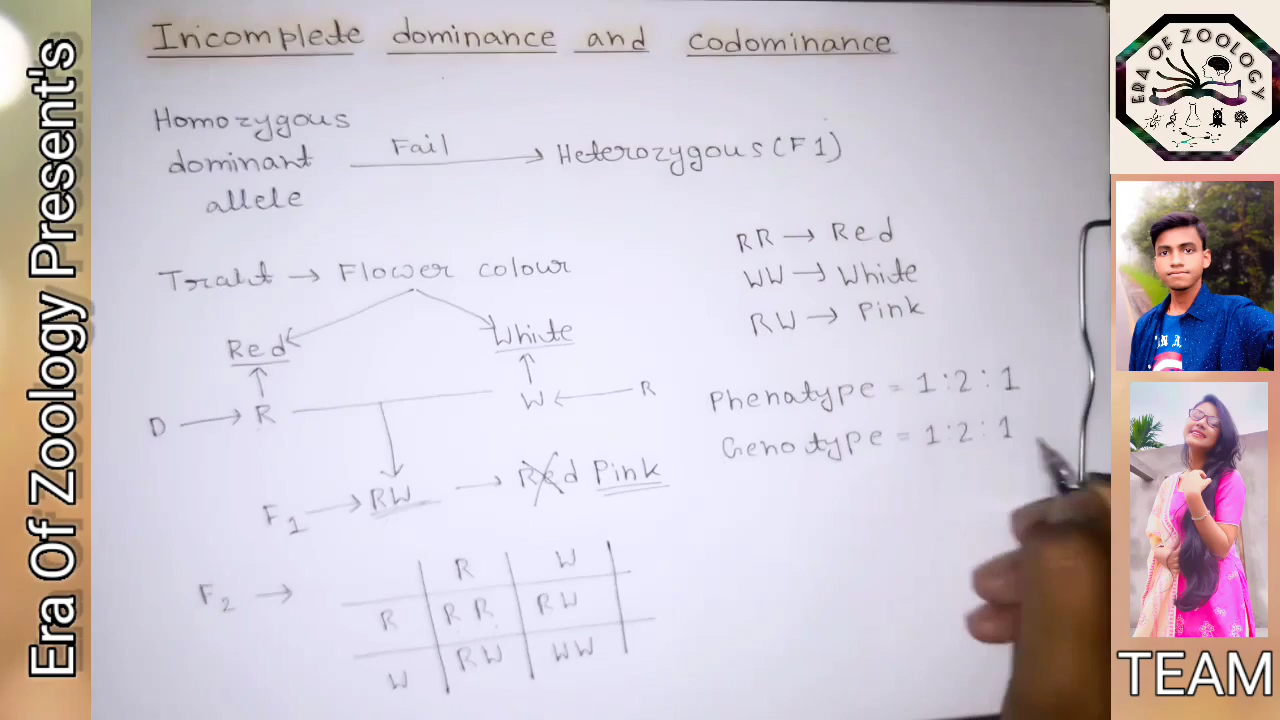 Era Of Zoology Present's
Incomplete dominance and codominance
Homozygous
dominant
allele
Fail
Heterozygous (F1)
Trait → Flower colour
Red
White
D → R
W ← R
F1 → RW → Red Pink
F2 →
R W
R RR RW
W RW WW
RR → Red
WW → White
RW → Pink
Phenatype = 1:2:1
Genotype = 1:2:1
ERA OF ZOOLOGY
TEAM